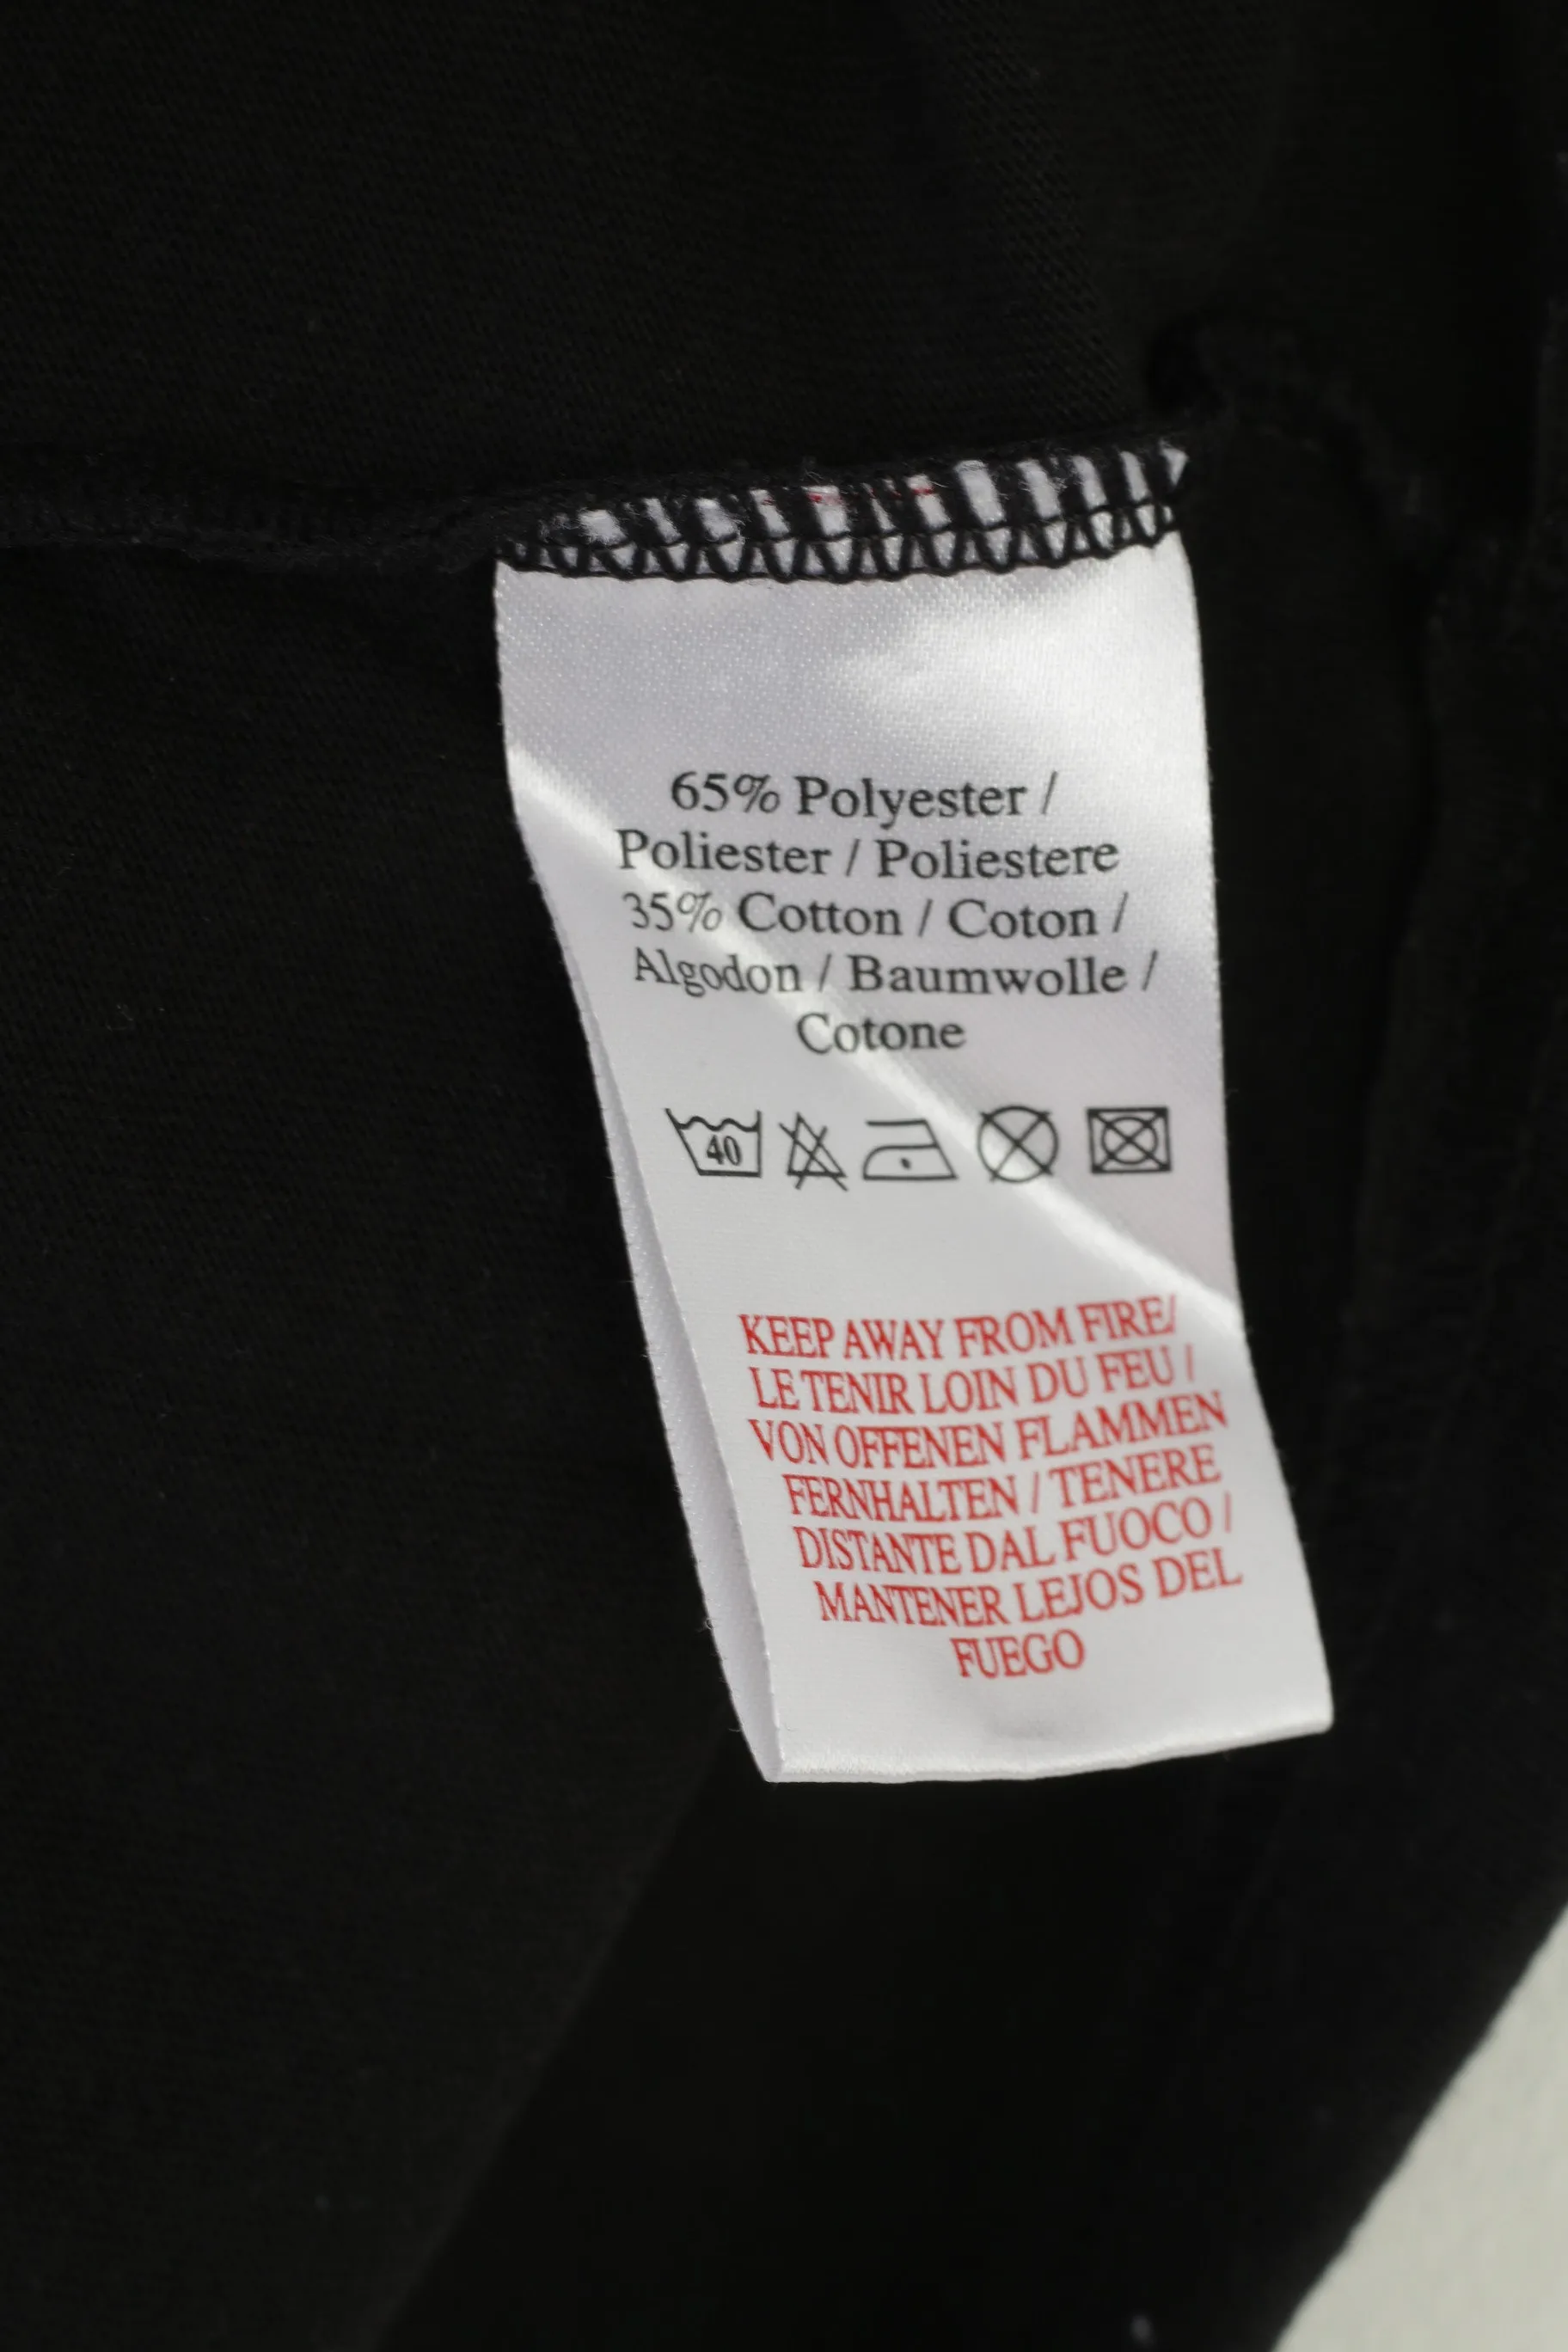 65% Polyester /
Poliester / Poliestere
35% Cotton / Coton /
Algodon / Baumwolle /
Cotone
40
KEEP AWAY FROM FIRE/
LE TENIR LOIN DU FEU /
VON OFFENEN FLAMMEN
FERNHALTEN / TENERE
DISTANTE DAL FUOCO /
MANTENER LEJOS DEL
FUEGO